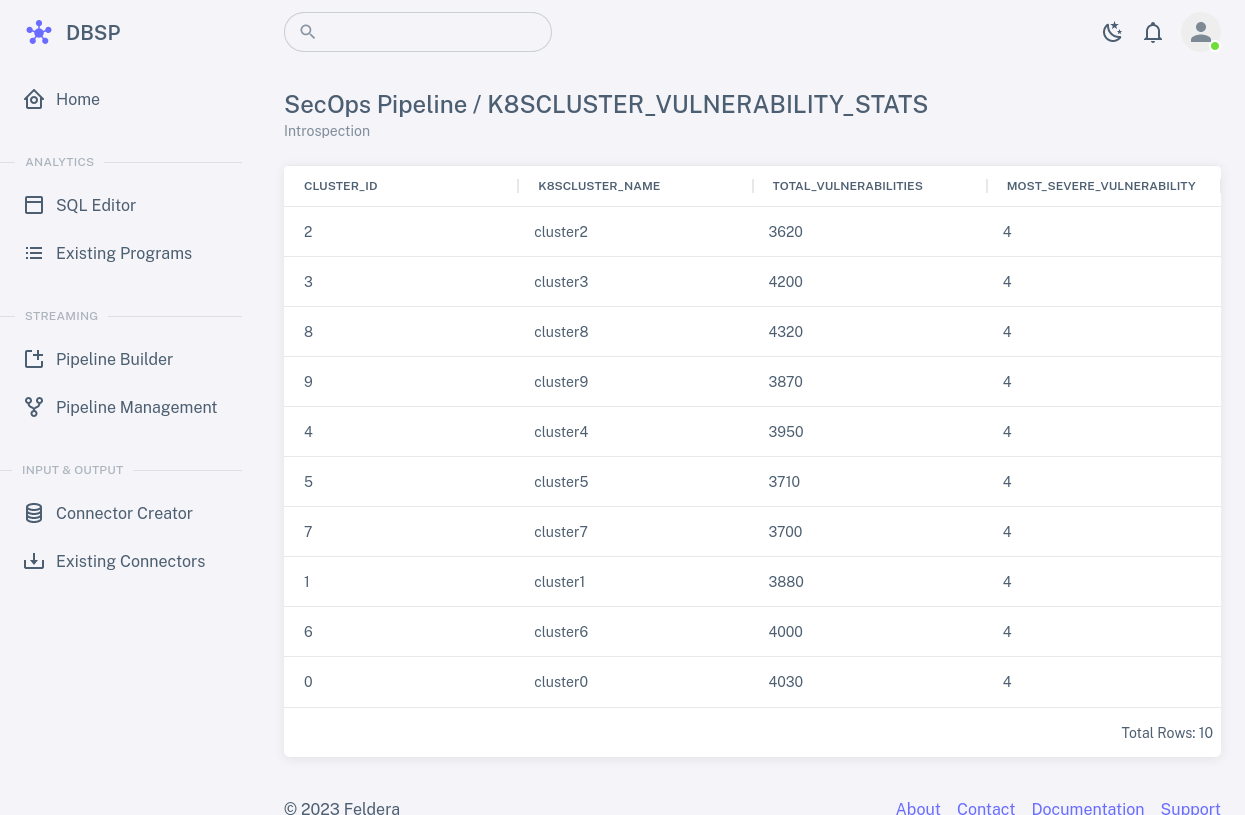 DBSP
Home
ANALYTICS
SQL Editor
Existing Programs
STREAMING
Pipeline Builder
Pipeline Management
INPUT & OUTPUT
Connector Creator
Existing Connectors
SecOps Pipeline / K8SCLUSTER_VULNERABILITY_STATS
Introspection
CLUSTER_ID K8SCLUSTER_NAME TOTAL_VULNERABILITIES MOST_SEVERE_VULNERABILITY
2 cluster2 3620 4
3 cluster3 4200 4
8 cluster8 4320 4
9 cluster9 3870 4
4 cluster4 3950 4
5 cluster5 3710 4
7 cluster7 3700 4
1 cluster1 3880 4
6 cluster6 4000 4
0 cluster0 4030 4
Total Rows: 10
© 2023 Feldera About Contact Documentation Support